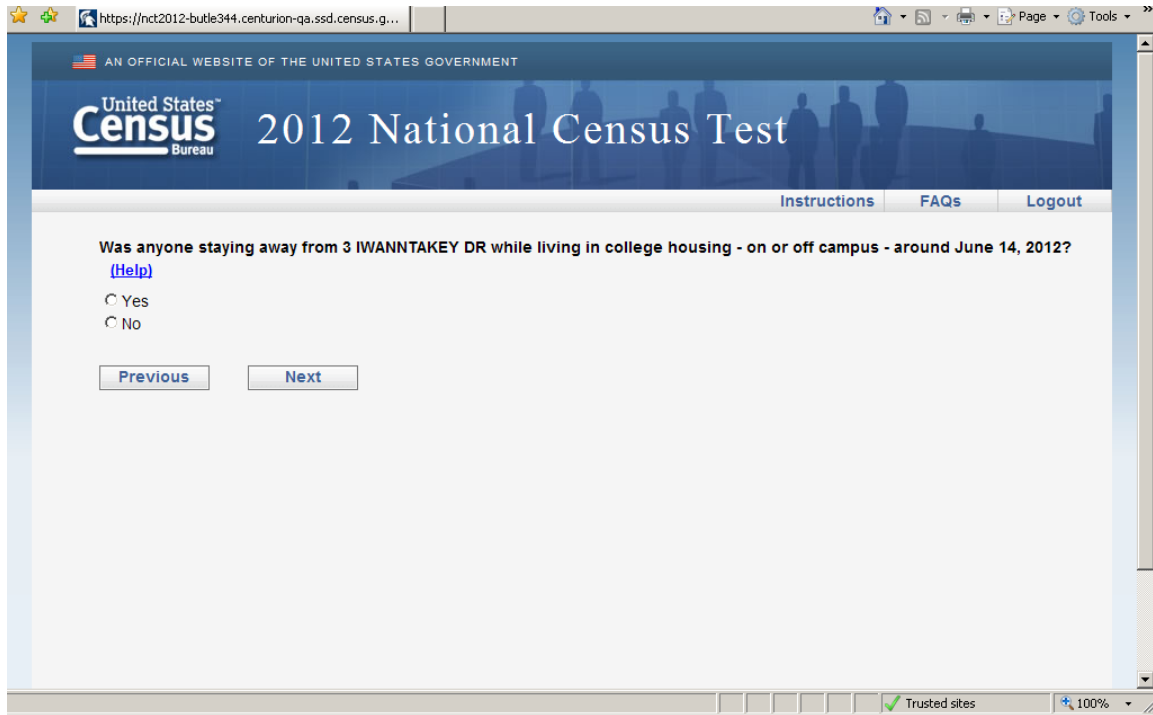 https://nct2012-butle344.centurion-qa.ssd.census.g...
Page
Tools
»
AN OFFICIAL WEBSITE OF THE UNITED STATES GOVERNMENT
United States™
Census
Bureau
2012 National Census Test
Instructions
FAQs
Logout
Was anyone staying away from 3 IWANNTAKEY DR while living in college housing - on or off campus - around June 14, 2012?
(Help)
Yes
No
Previous
Next
Trusted sites
100%